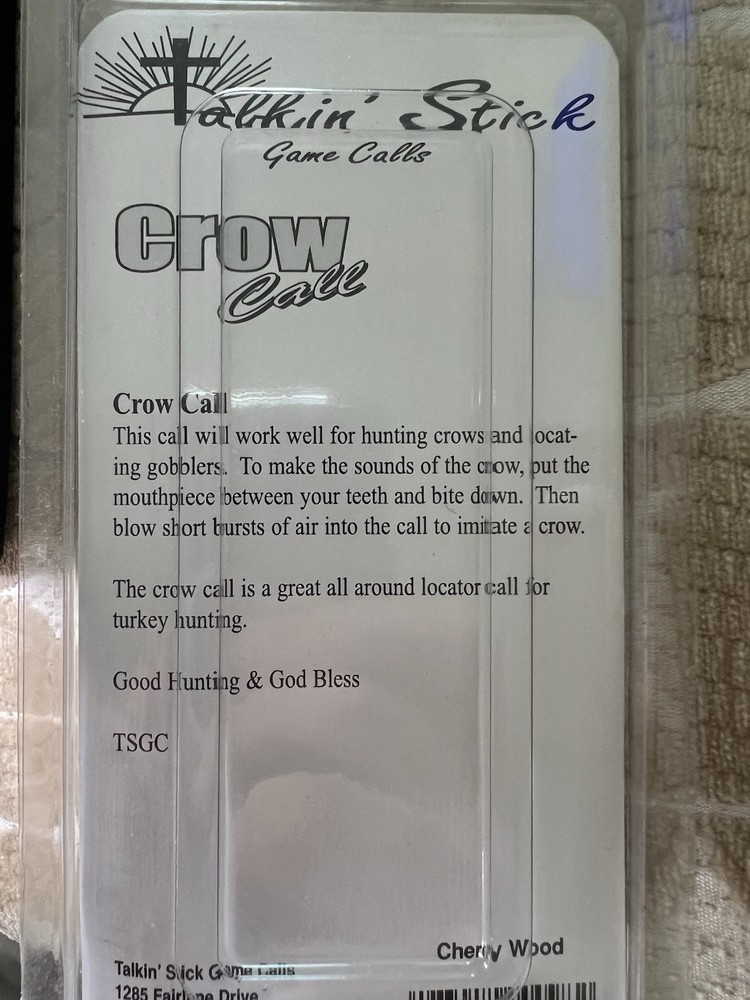 Talkin' Stick
Game Calls
Crow
Call
Crow Call
This call will work well for hunting crows and locat-
ing gobblers. To make the sounds of the crow, put the
mouthpiece between your teeth and bite down. Then
blow short bursts of air into the call to imitate a crow.
The crow call is a great all around locator call for
turkey hunting.
Good Hunting & God Bless
TSGC
Cherry Wood
Talkin' Stick Game Calls
1285 Fairlane Drive